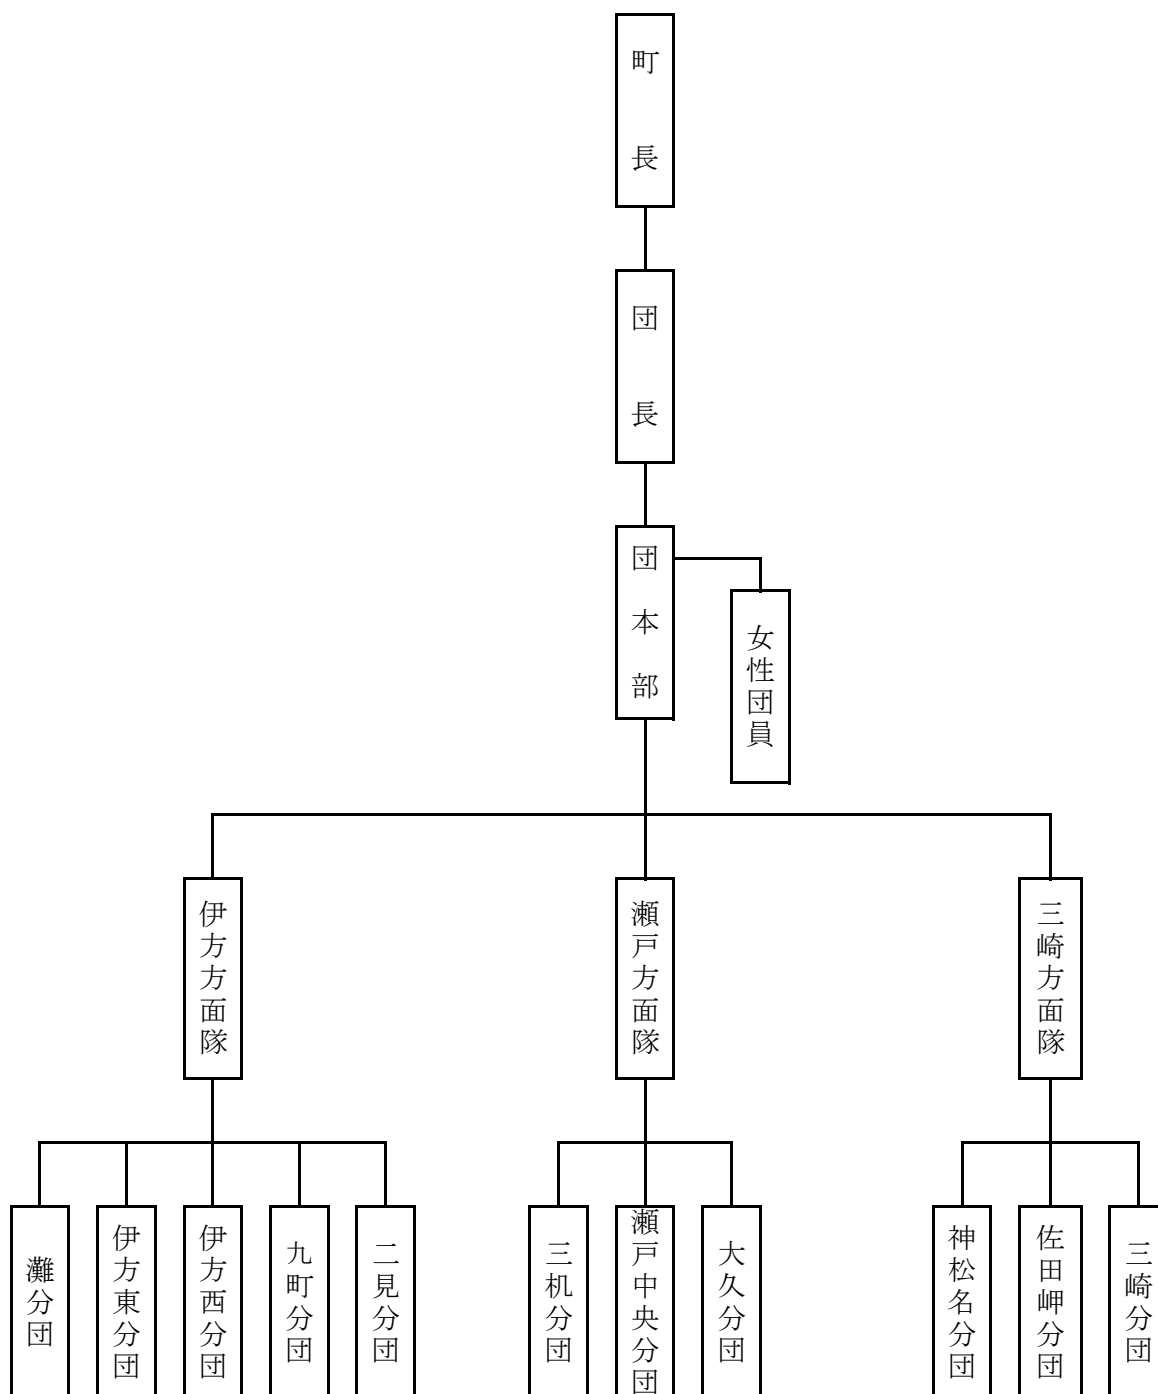 町長
団長
団本部
女性団員
伊方方面隊
瀬戸方面隊
三崎方面隊
灘分団
伊方東分団
伊方西分団
九町分団
二見分団
三机分団
瀬戸中央分団
大久分団
神松名分団
佐田岬分団
三崎分団